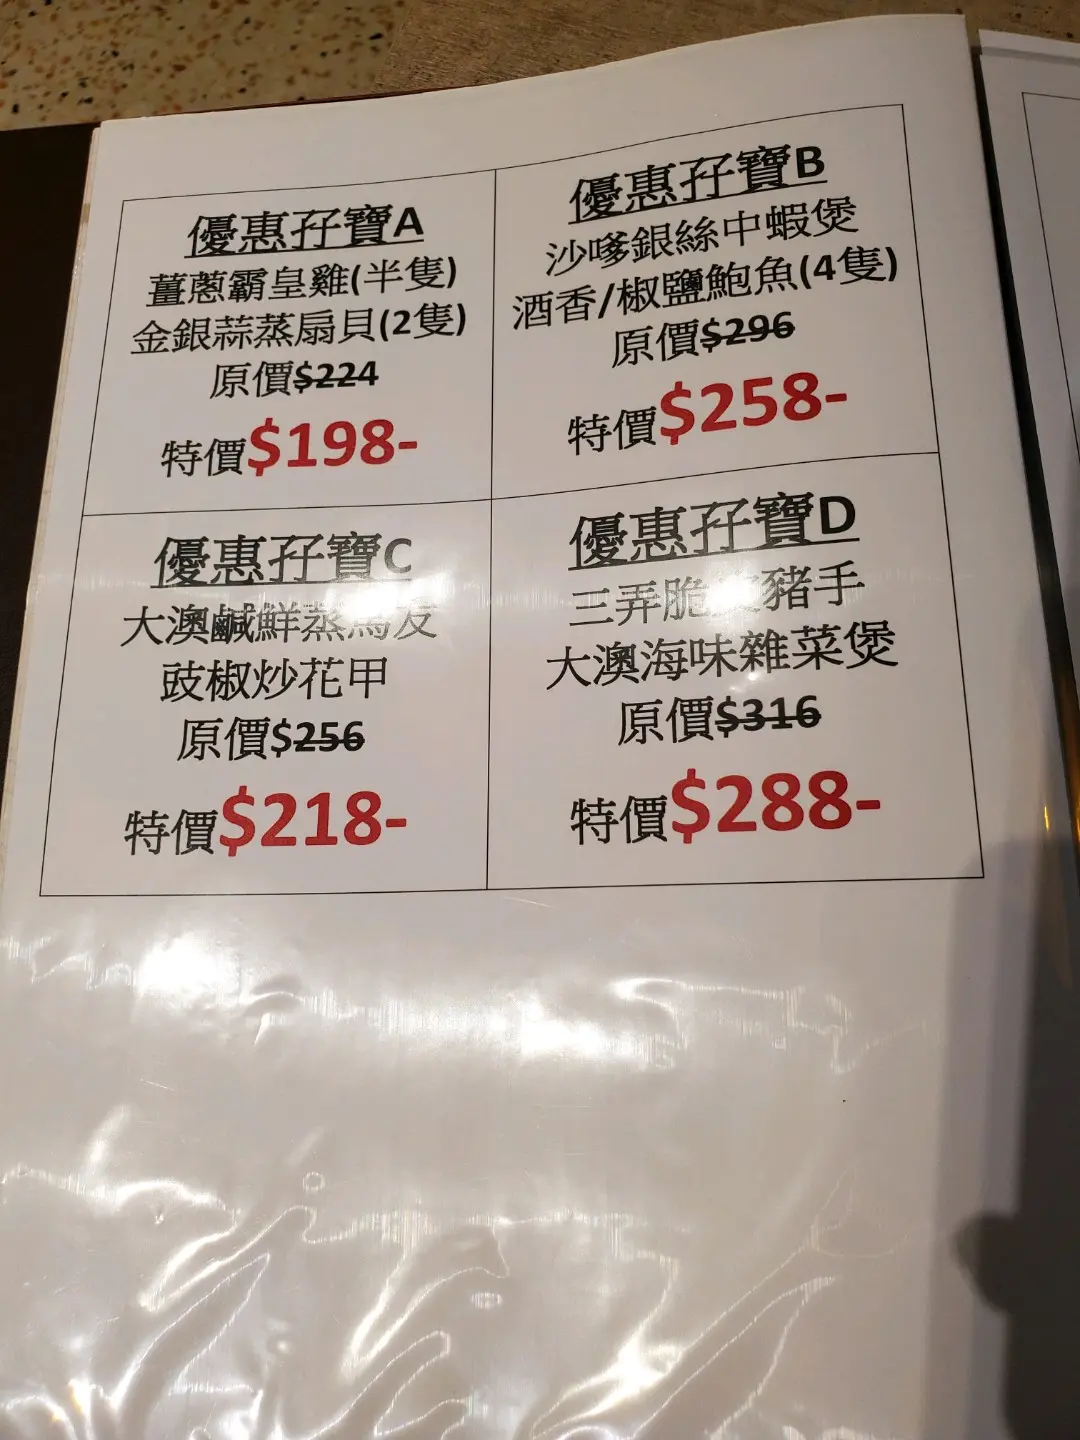 優惠孖寶A
薑蔥霸皇雞(半隻)
金銀蒜蒸扇貝(2隻)
原價$224
特價$198-
優惠孖寶B
沙嗲銀絲中蝦煲
酒香/椒鹽鮑魚(4隻)
原價$296
特價$258-
優惠孖寶C
大澳鹹鮮蒸馬友
豉椒炒花甲
原價$256
特價$218-
優惠孖寶D
三弄脆皮豬手
大澳海味雜菜煲
原價$316
特價$288-